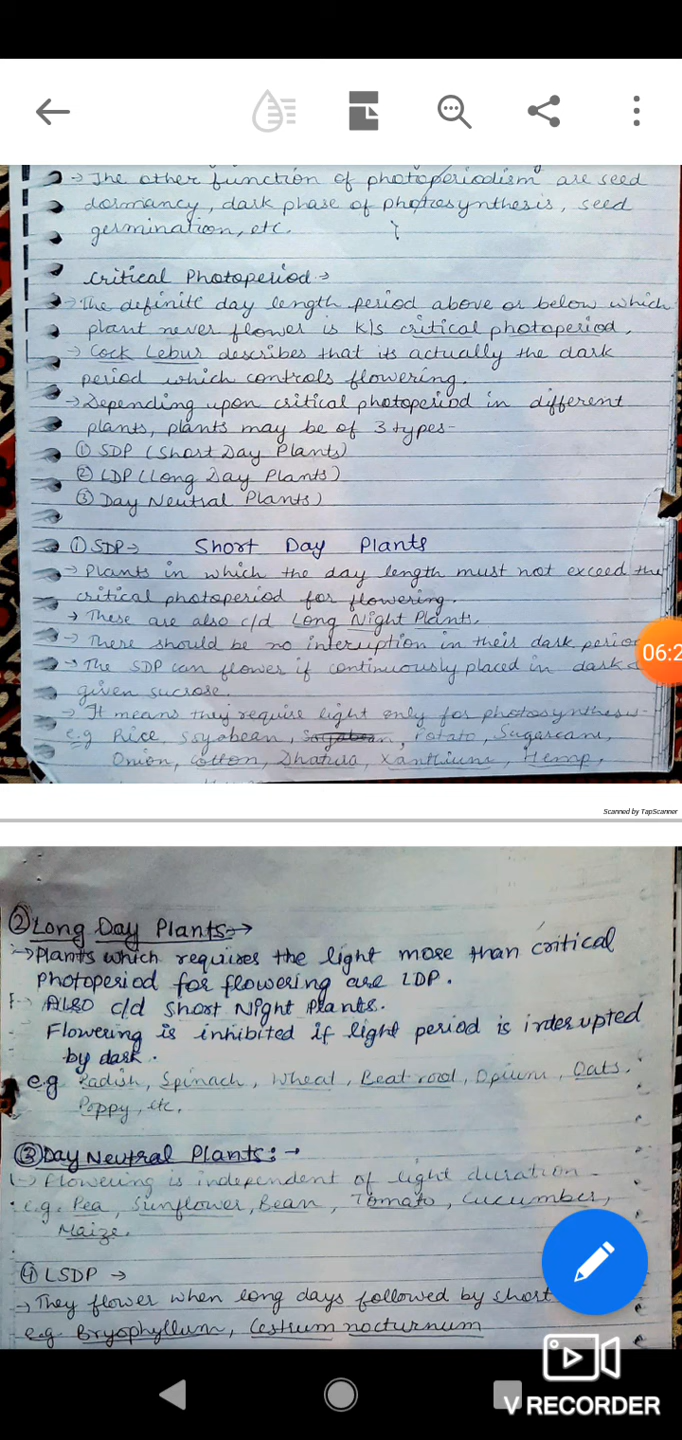 → The other function of photoperiodism are seed
dormancy, dark phase of photosynthesis, seed
germination, etc.
Critical Photoperiod →
→ The definite day length period above or below which
plant never flower is k/s critical photoperiod.
→ Cock Lebur describes that its actually the dark
period which controls flowering.
→ Depending upon critical photoperiod in different
plants, plants may be of 3 types-
① SDP (Short Day Plants)
② LDP (Long Day Plants)
③ Day Neutral Plants)
① SDP → Short Day Plants
→ Plants in which the day length must not exceed the
critical photoperiod for flowering.
→ These are also c/d Long Night Plants.
→ There should be no interuption in their dark perio
06:2
→ The SDP can flower if continuously placed in dark &
given sucrose.
→ It means they require light only for photosynthesis
e.g Rice, Soyabean, Potato, Sugarcane,
Onion, Cotton, Dhatura, Xanthium, Hemp,
Scanned by TapScanner
② Long Day Plants :→
→ Plants which requires the light more than critical
Photoperiod for flowering are LDP.
Also c/d Short Night Plants.
Flowering is inhibited if light period is interupted
by dark.
e.g Radish, Spinach, Wheat, Beat root, Opium, Oats.
Poppy, etc.
③ Day Neutral Plants :→
→ Flowering is independent of light duration
e.g. Pea, Sunflower, Bean, Tomato, Cucumber,
Maize.
④ LSDP →
→ They flower when long days followed by short
e.g. Bryophyllum, Cestrum nocturnum
V RECORDER